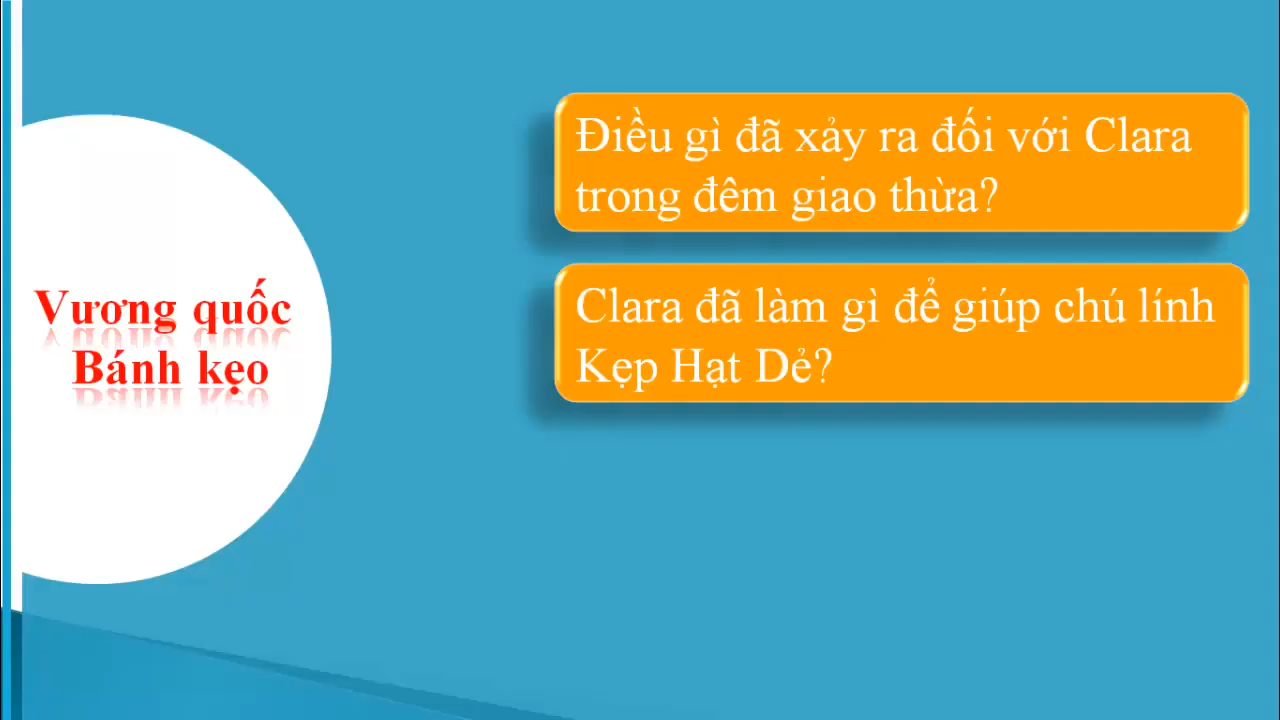 Vương quốc
Bánh kẹo
Điều gì đã xảy ra đối với Clara
trong đêm giao thừa?
Clara đã làm gì để giúp chú lính
Kẹp Hạt Dẻ?